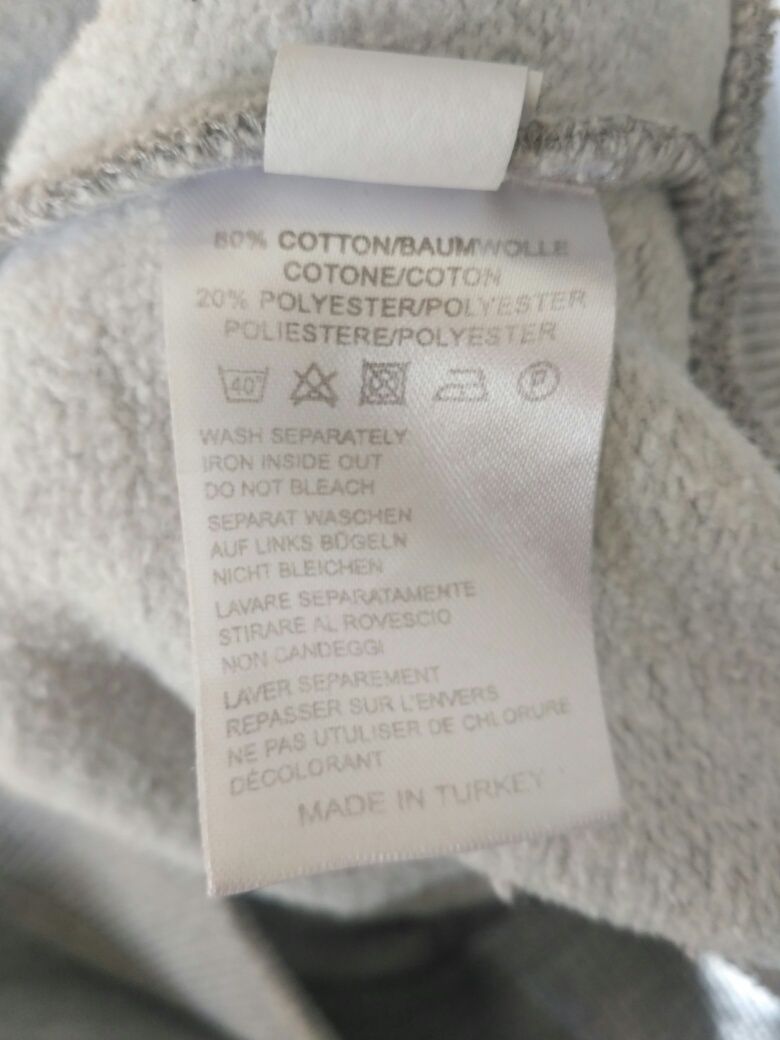 80% COTTON/BAUMWOLLE
COTONE/COTON
20% POLYESTER/POLYESTER
POLIESTERE/POLYESTER
40° P
WASH SEPARATELY
IRON INSIDE OUT
DO NOT BLEACH
SEPARAT WASCHEN
AUF LINKS BÜGELN
NICHT BLEICHEN
LAVARE SEPARATAMENTE
STIRARE AL ROVESCIO
NON CANDEGGI
LAVER SEPAREMENT
REPASSER SUR L'ENVERS
NE PAS UTULISER DE CHLORURE
DÉCOLORANT
MADE IN TURKEY